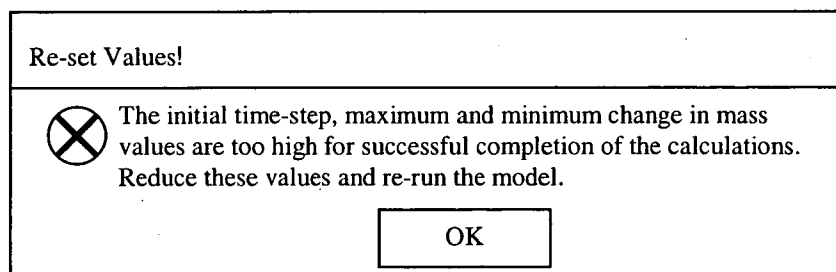 Re-set Values!
The initial time-step, maximum and minimum change in mass
values are too high for successful completion of the calculations.
Reduce these values and re-run the model.
OK